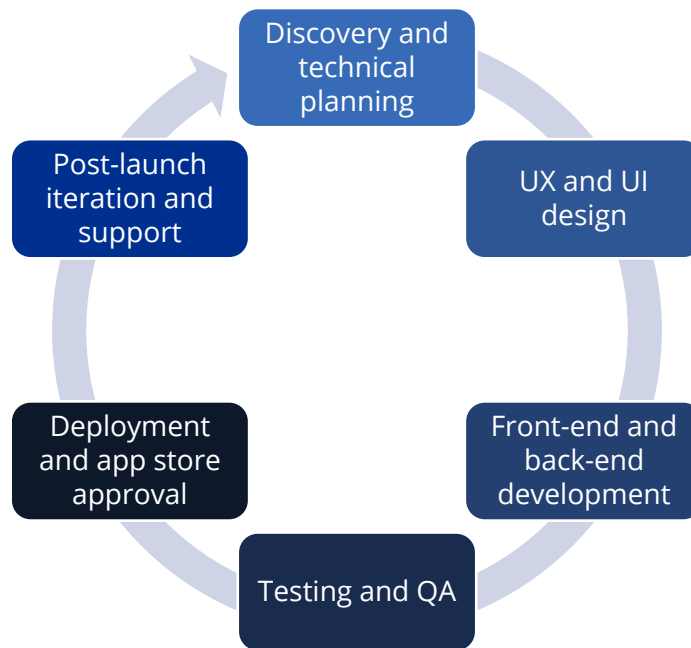 Discovery and
technical
planning
UX and UI
design
Front-end and
back-end
development
Testing and QA
Deployment
and app store
approval
Post-launch
iteration and
support